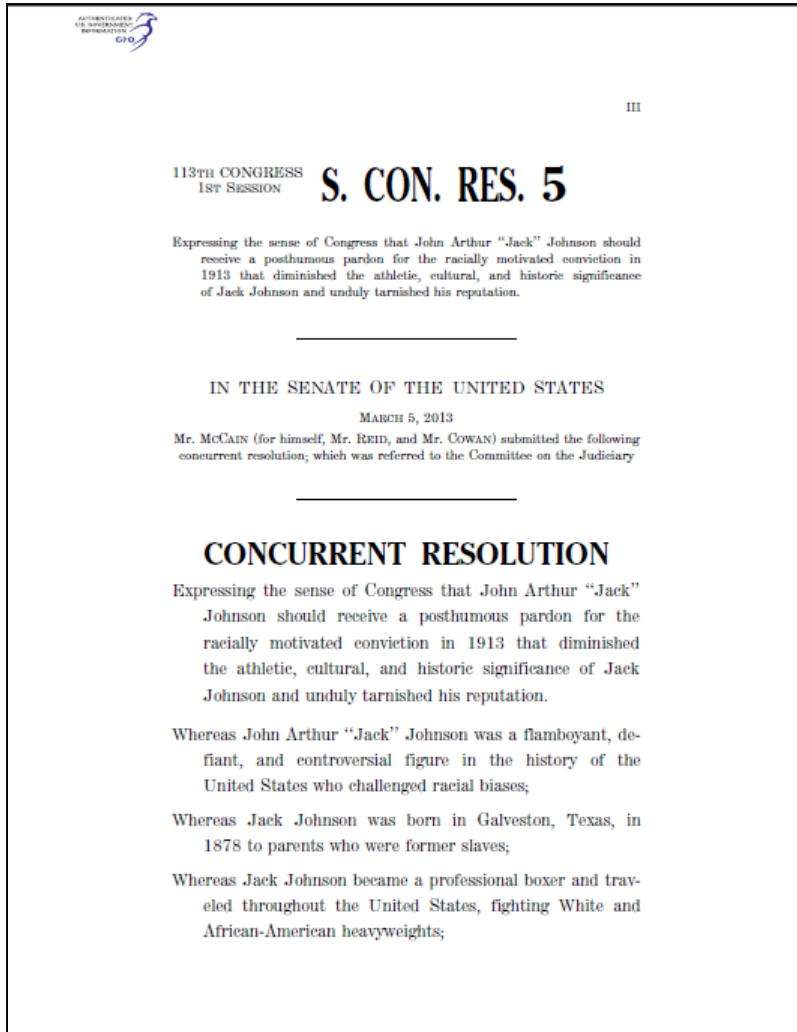 AUTHENTICATED
U.S. GOVERNMENT
INFORMATION
GPO
III
113TH CONGRESS
1ST SESSION
S. CON. RES. 5
Expressing the sense of Congress that John Arthur “Jack” Johnson should
receive a posthumous pardon for the racially motivated conviction in
1913 that diminished the athletic, cultural, and historic significance
of Jack Johnson and unduly tarnished his reputation.
IN THE SENATE OF THE UNITED STATES
MARCH 5, 2013
Mr. MCCAIN (for himself, Mr. REID, and Mr. COWAN) submitted the following
concurrent resolution; which was referred to the Committee on the Judiciary
CONCURRENT RESOLUTION
Expressing the sense of Congress that John Arthur “Jack”
Johnson should receive a posthumous pardon for the
racially motivated conviction in 1913 that diminished
the athletic, cultural, and historic significance of Jack
Johnson and unduly tarnished his reputation.
Whereas John Arthur “Jack” Johnson was a flamboyant, de-
fiant, and controversial figure in the history of the
United States who challenged racial biases;
Whereas Jack Johnson was born in Galveston, Texas, in
1878 to parents who were former slaves;
Whereas Jack Johnson became a professional boxer and trav-
eled throughout the United States, fighting White and
African-American heavyweights;